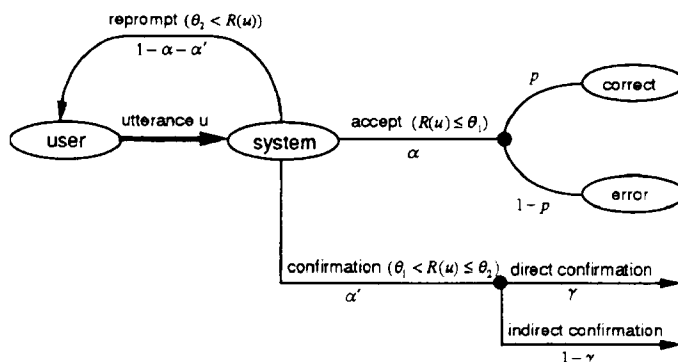 reprompt (θ₂ < R(u))
1 − α − α′
p
correct
utterance u
accept (R(u) ≤ θ₁)
user
system
α
1 − p
error
confirmation (θ₁ < R(u) ≤ θ₂)
direct confirmation
α′
γ
indirect confirmation
1 − γ